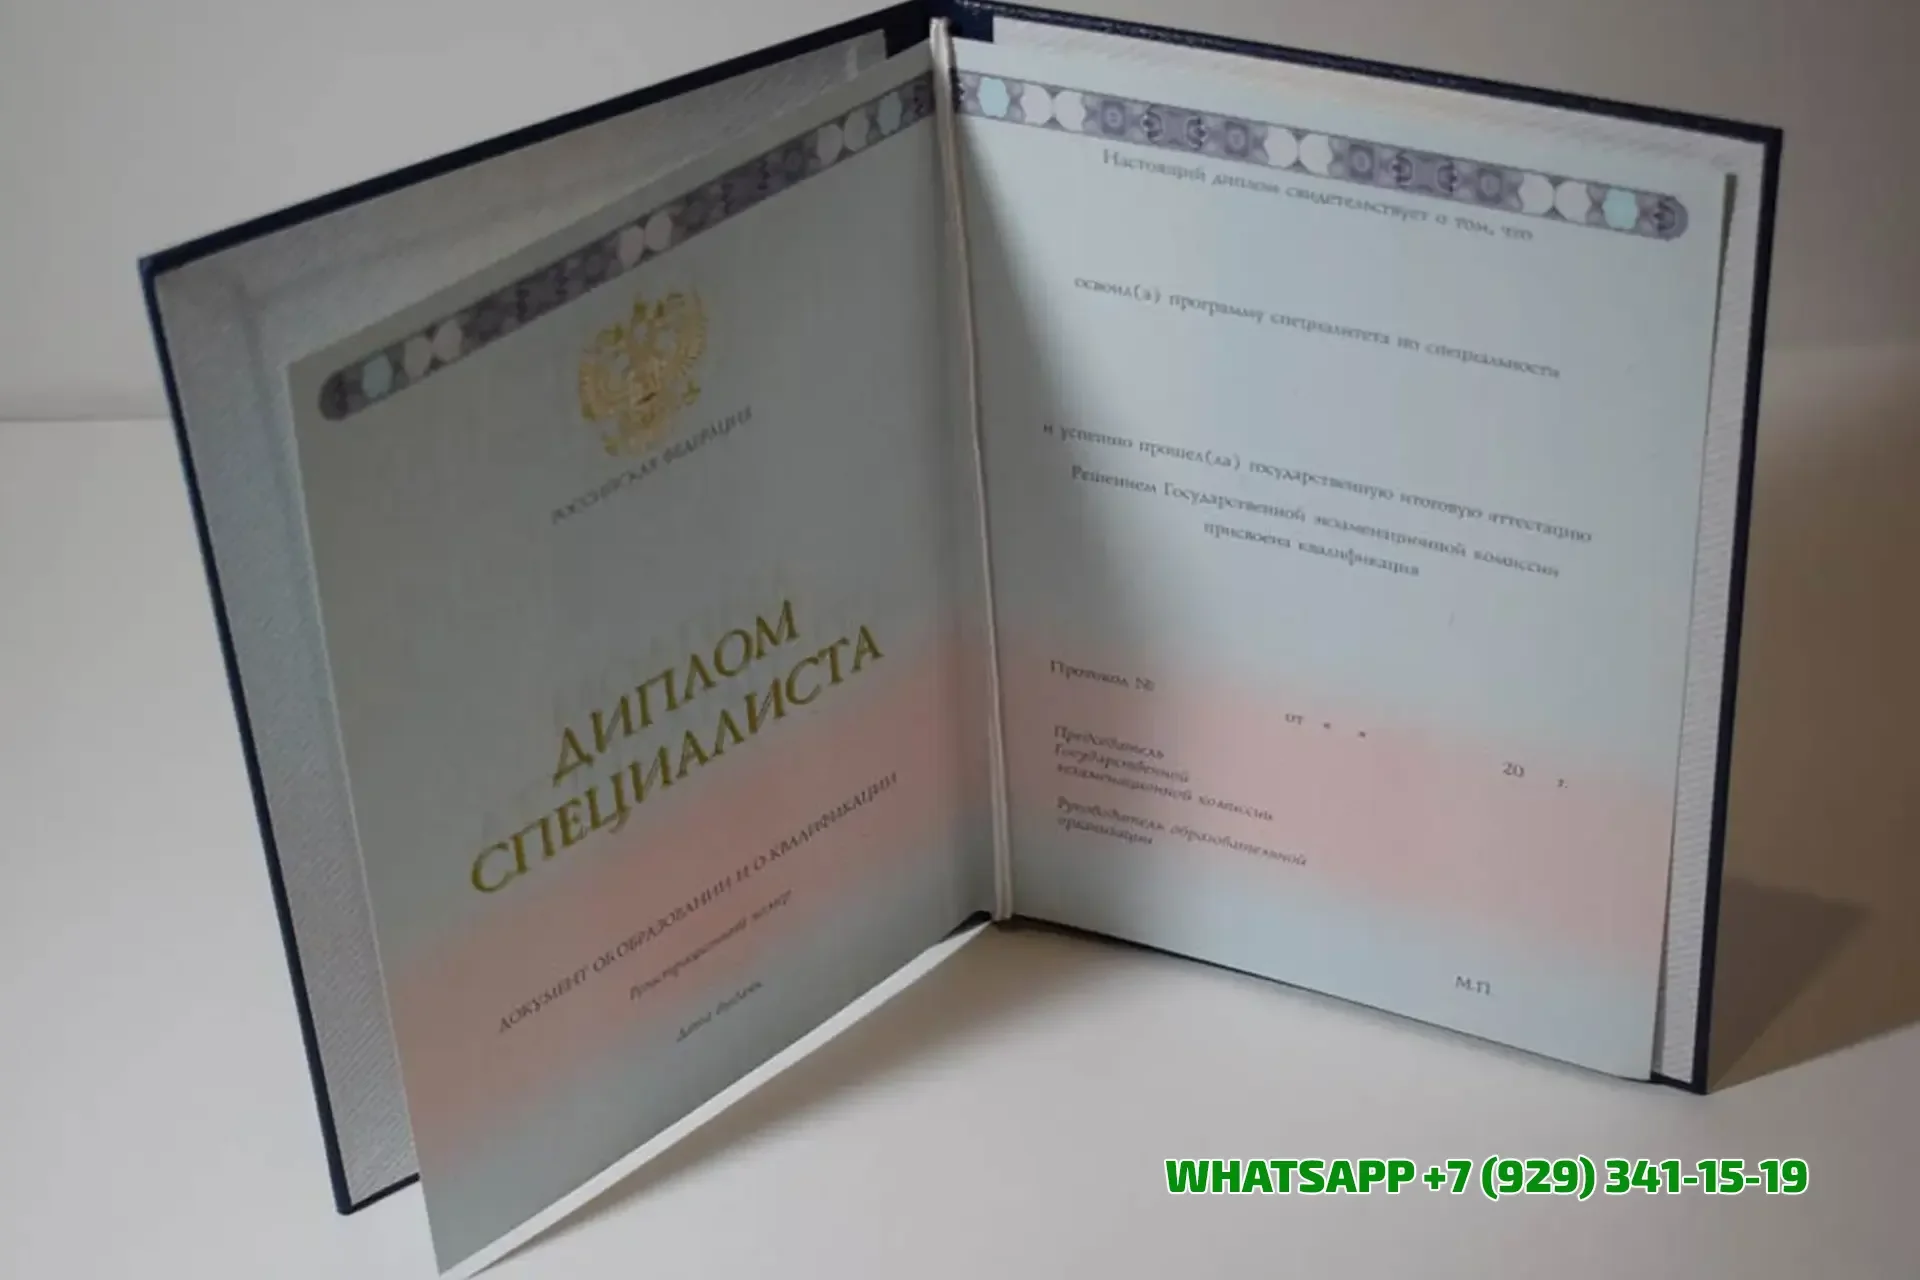 РОССИЙСКАЯ ФЕДЕРАЦИЯ
ДИПЛОМ
СПЕЦИАЛИСТА
ДОКУМЕНТ ОБ ОБРАЗОВАНИИ И О КВАЛИФИКАЦИИ
Регистрационный номер
Дата выдачи
Настоящий диплом свидетельствует о том, что
освоил(а) программу специалитета по специальности
и успешно прошел(ла) государственную итоговую аттестацию
Решением Государственной экзаменационной комиссии
присвоена квалификация
Протокол №
от « »
20 г.
Председатель
Государственной
экзаменационной комиссии
Руководитель образовательной
организации
М.П.
WHATSAPP +7 (929) 341-15-19